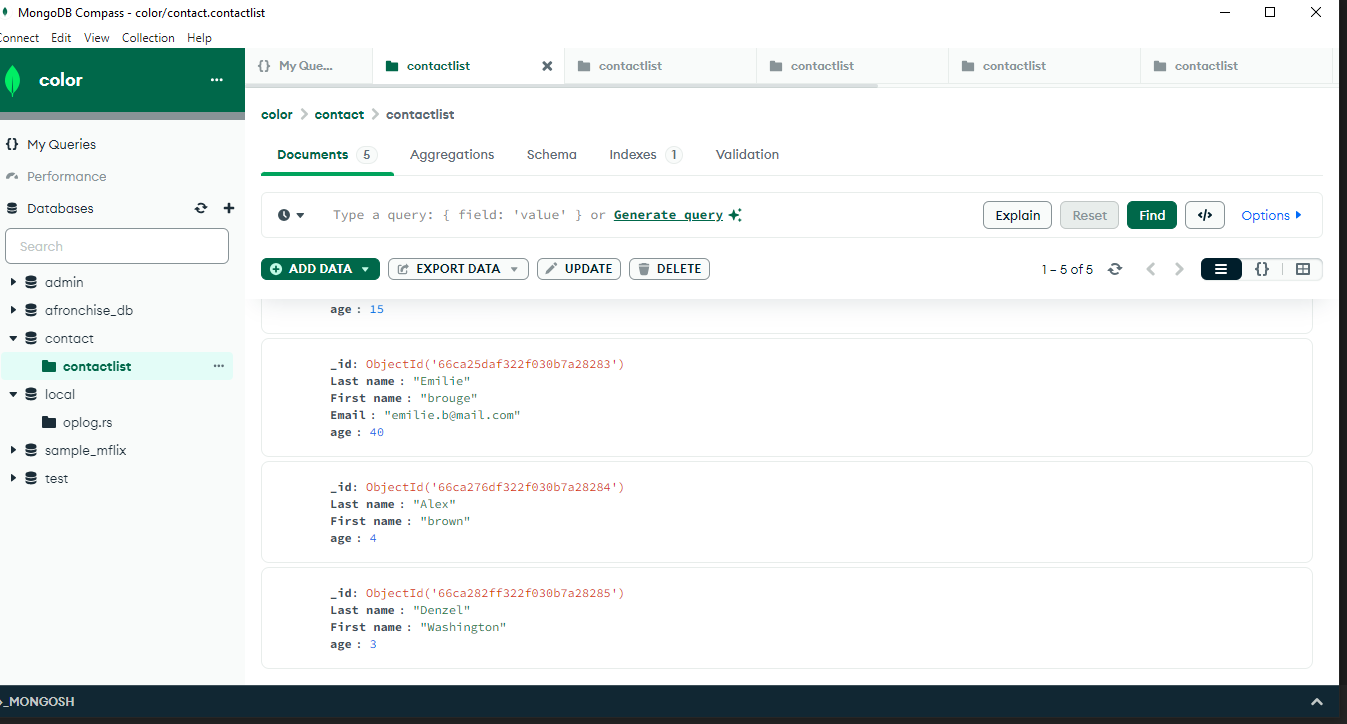 MongoDB Compass - color/contact.contactlist
Connect Edit View Collection Help
color
My Que...
contactlist
contactlist
contactlist
contactlist
contactlist
color > contact > contactlist
My Queries
Performance
Databases
Search
admin
afronchise_db
contact
contactlist
local
oplog.rs
sample_mflix
test
Documents 5 Aggregations Schema Indexes 1 Validation
Type a query: { field: 'value' } or Generate query
Explain Reset Find </> Options
ADD DATA EXPORT DATA UPDATE DELETE
1 – 5 of 5
{}
age : 15
_id: ObjectId('66ca25daf322f030b7a28283')
Last name : "Emilie"
First name : "brouge"
Email : "emilie.b@mail.com"
age : 40
_id: ObjectId('66ca276df322f030b7a28284')
Last name : "Alex"
First name : "brown"
age : 4
_id: ObjectId('66ca282ff322f030b7a28285')
Last name : "Denzel"
First name : "Washington"
age : 3
>_MONGOSH